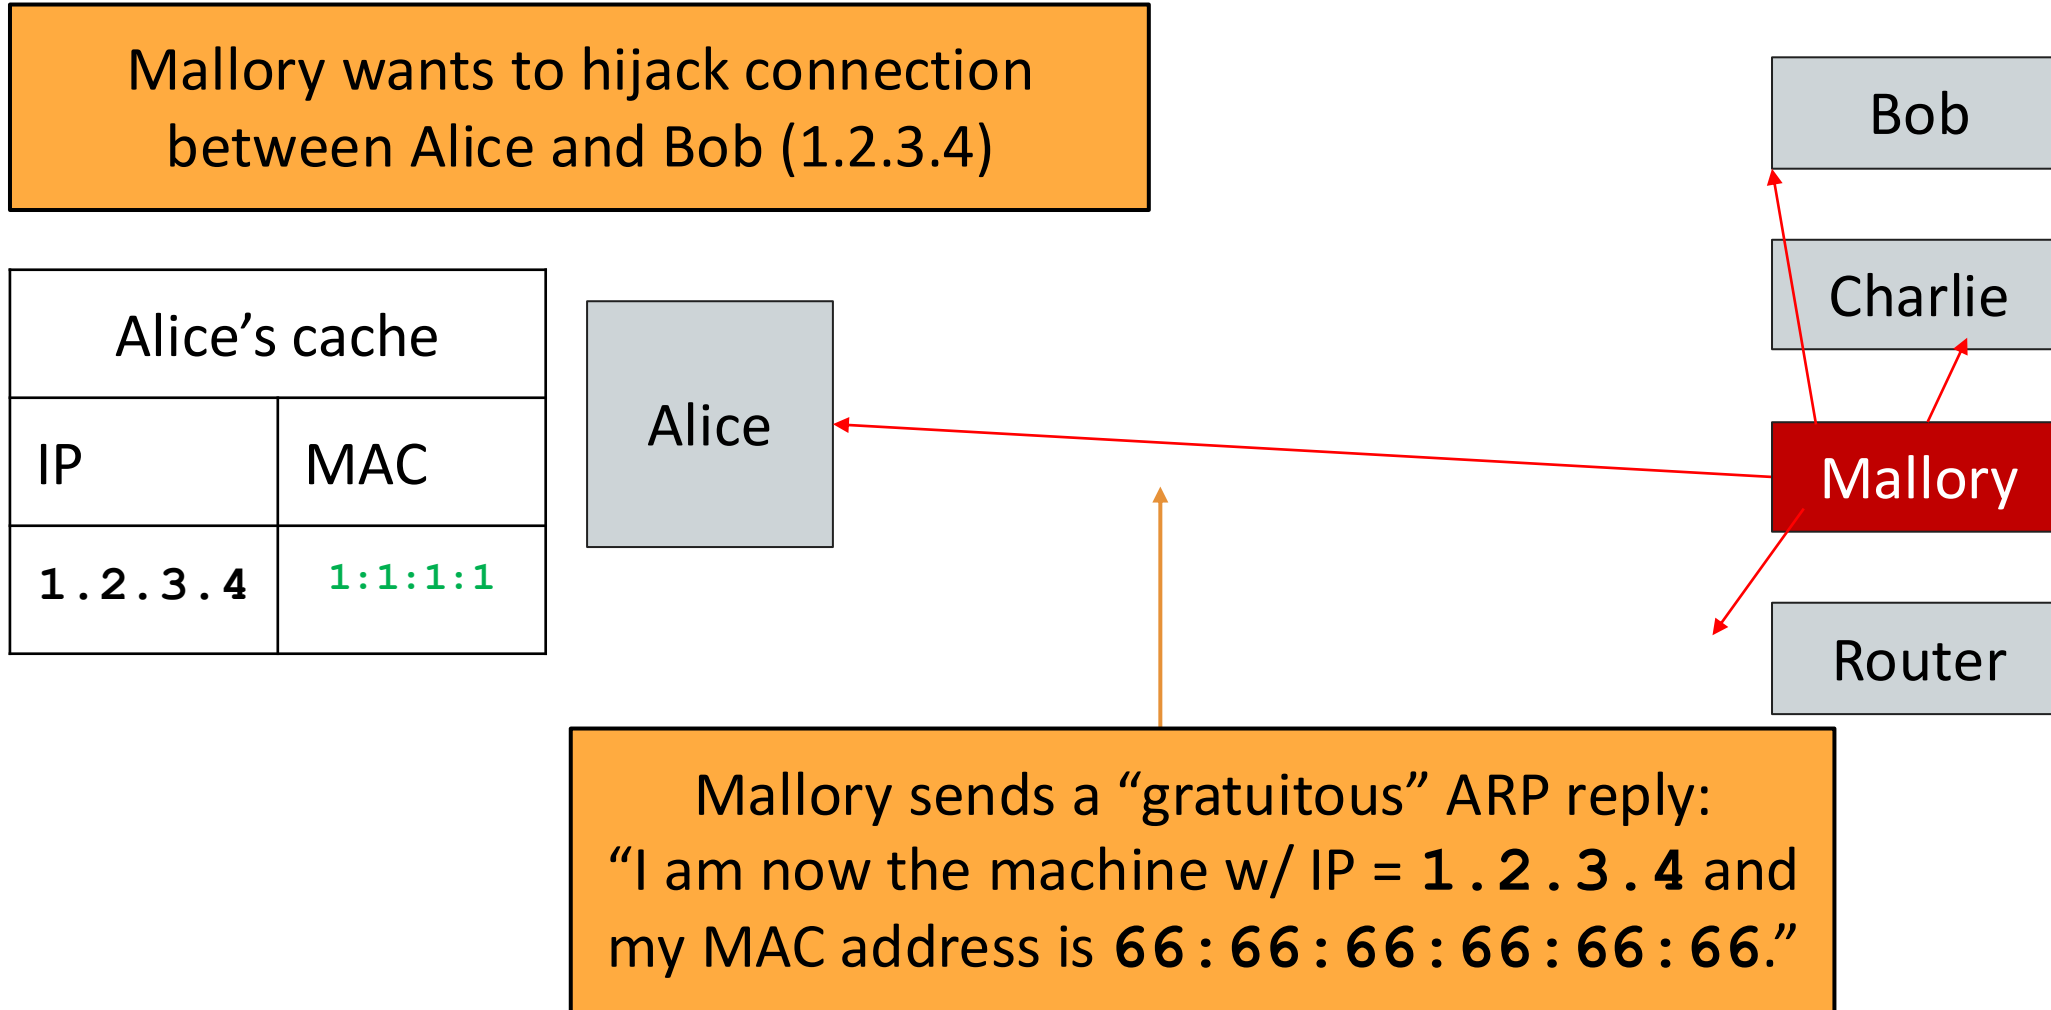 Mallory wants to hijack connection
between Alice and Bob (1.2.3.4)
Alice’s cache
IP MAC
1.2.3.4 1:1:1:1
Alice
Bob
Charlie
Mallory
Router
Mallory sends a “gratuitous” ARP reply:
“I am now the machine w/ IP = 1.2.3.4 and
my MAC address is 66:66:66:66:66:66.”